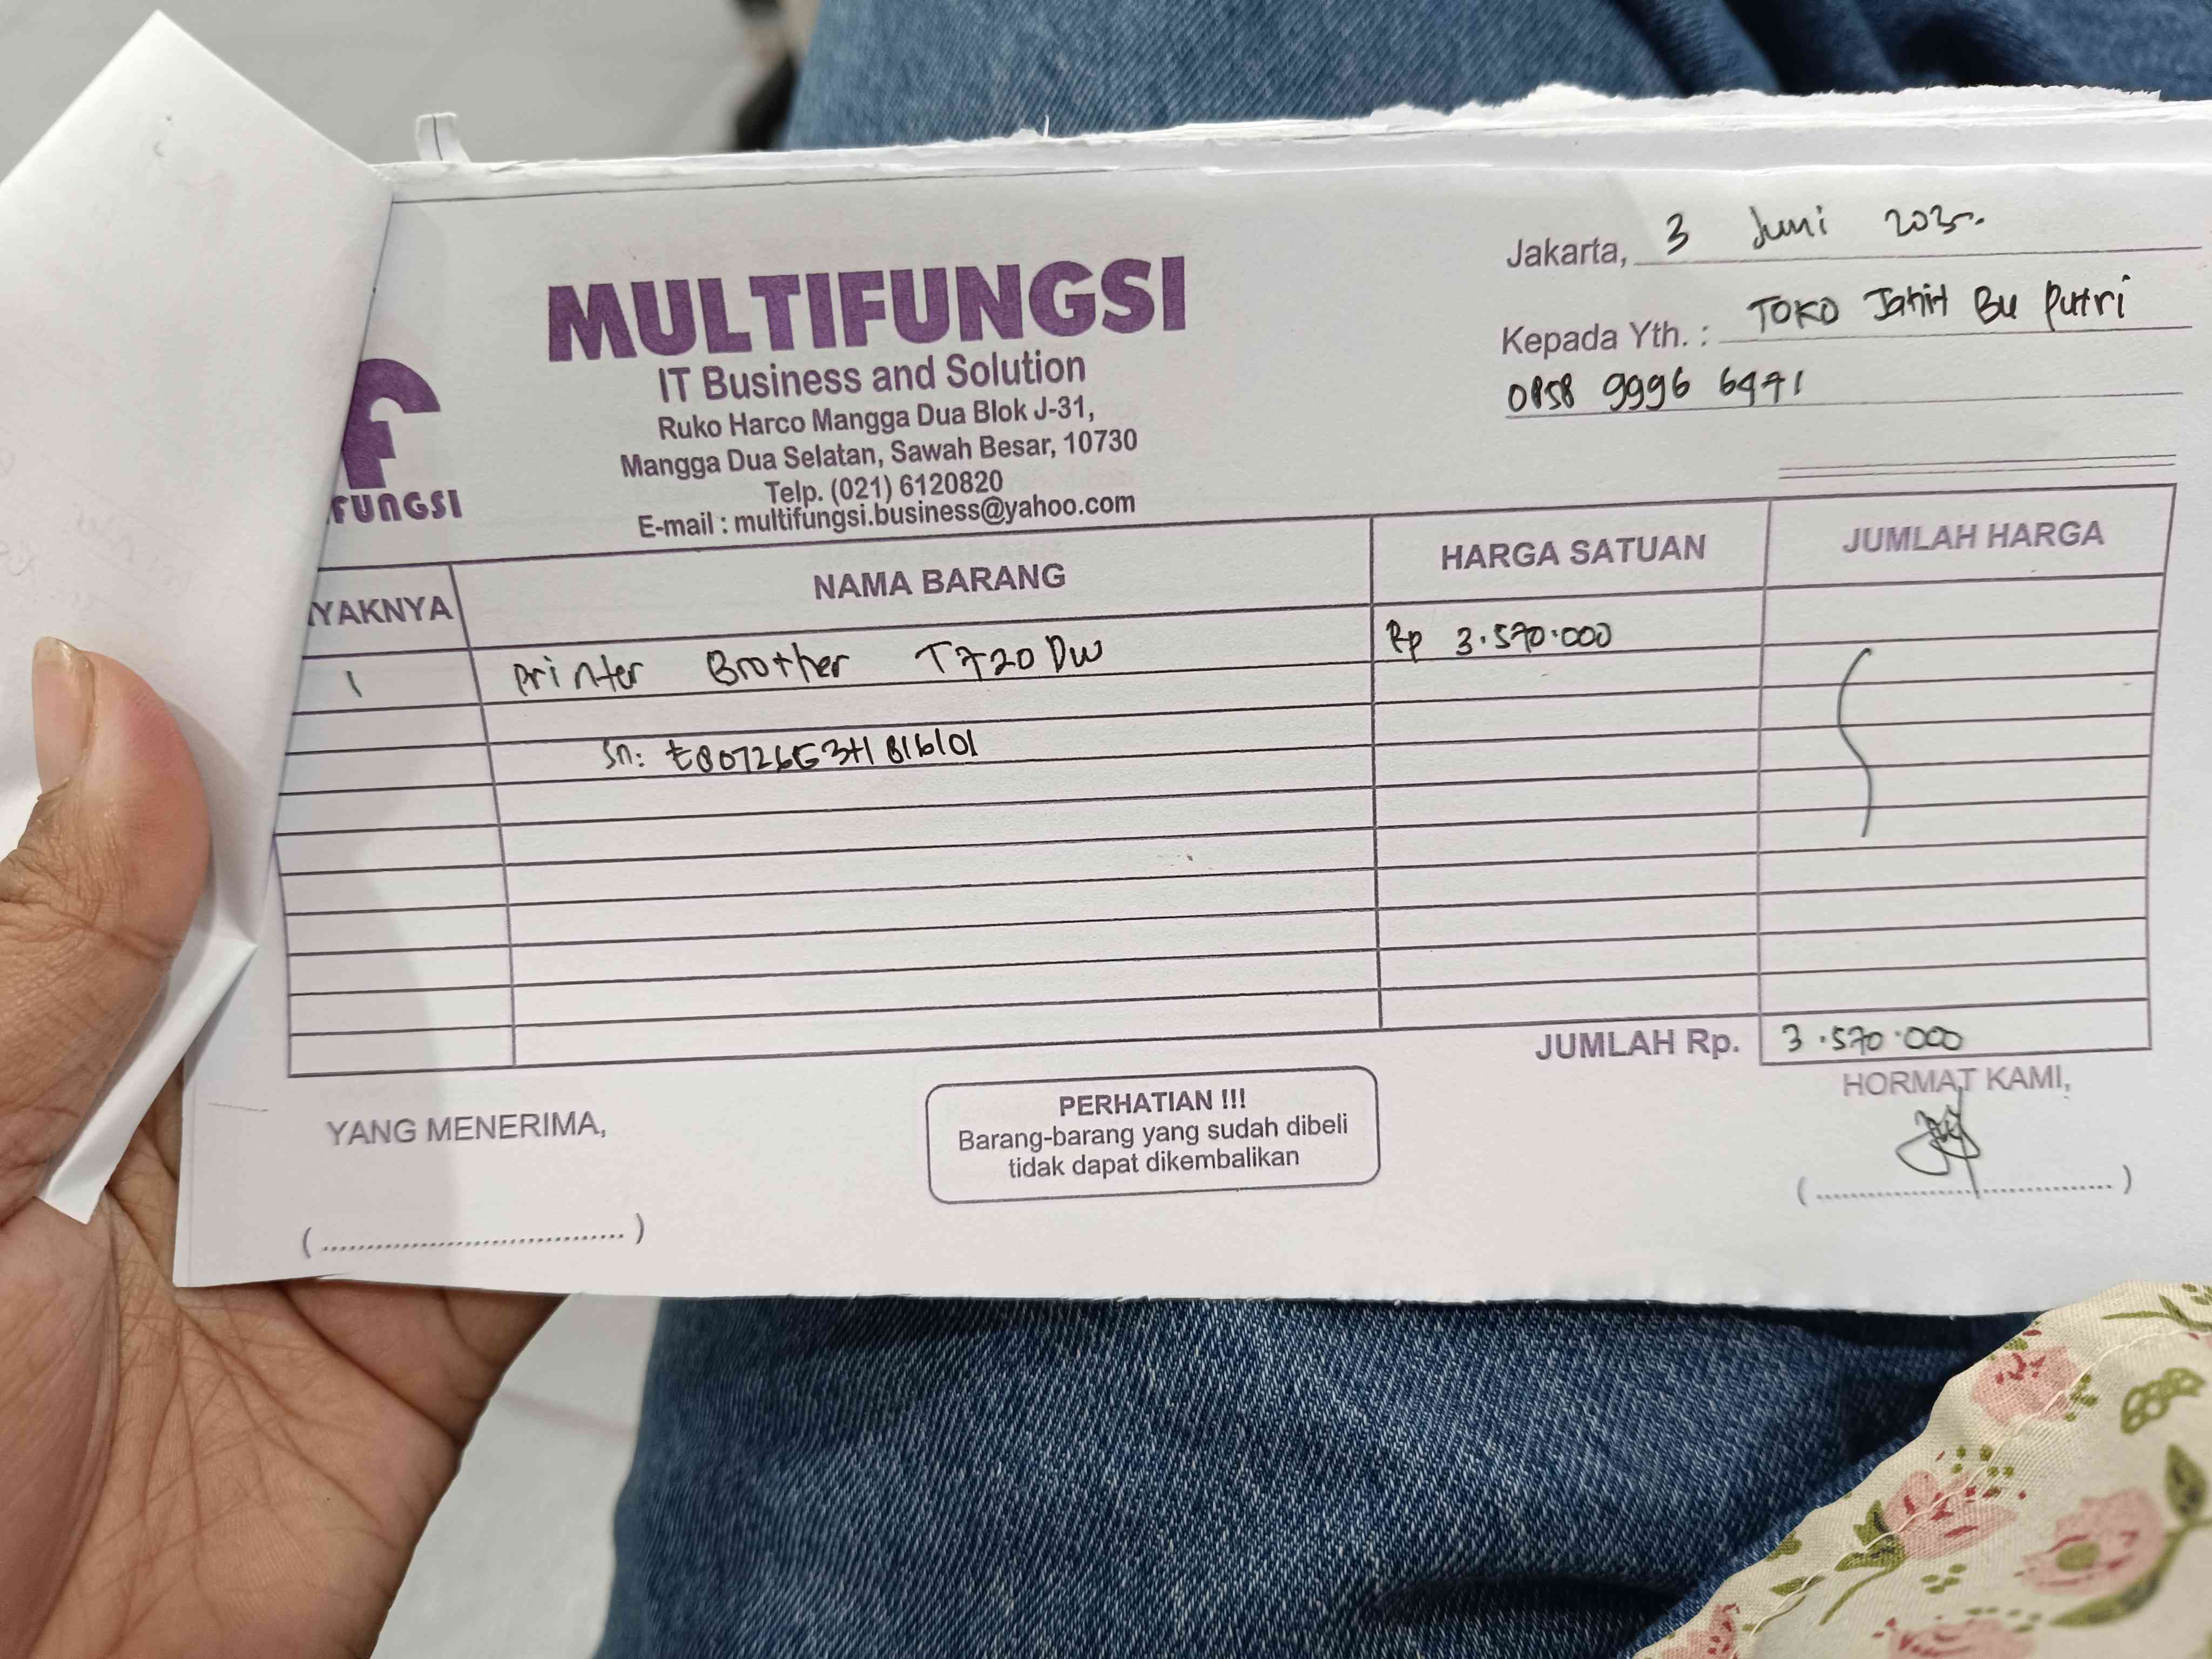 Jakarta, 3 Juni 2025.
MULTIFUNGSI
IT Business and Solution
Ruko Harco Mangga Dua Blok J-31,
Mangga Dua Selatan, Sawah Besar, 10730
Telp. (021) 6120820
E-mail : multifungsi.business@yahoo.com
FUNGSI
Kepada Yth. : TOKO Jahit Bu Putri
0858 9996 6471
YAKNYA NAMA BARANG HARGA SATUAN JUMLAH HARGA
1 Printer Brother T720DW Rp 3.570.000
Sn:
JUMLAH Rp. 3.570.000
YANG MENERIMA,
PERHATIAN !!!
Barang-barang yang sudah dibeli
tidak dapat dikembalikan
HORMAT KAMI,
(................................)
(................................)